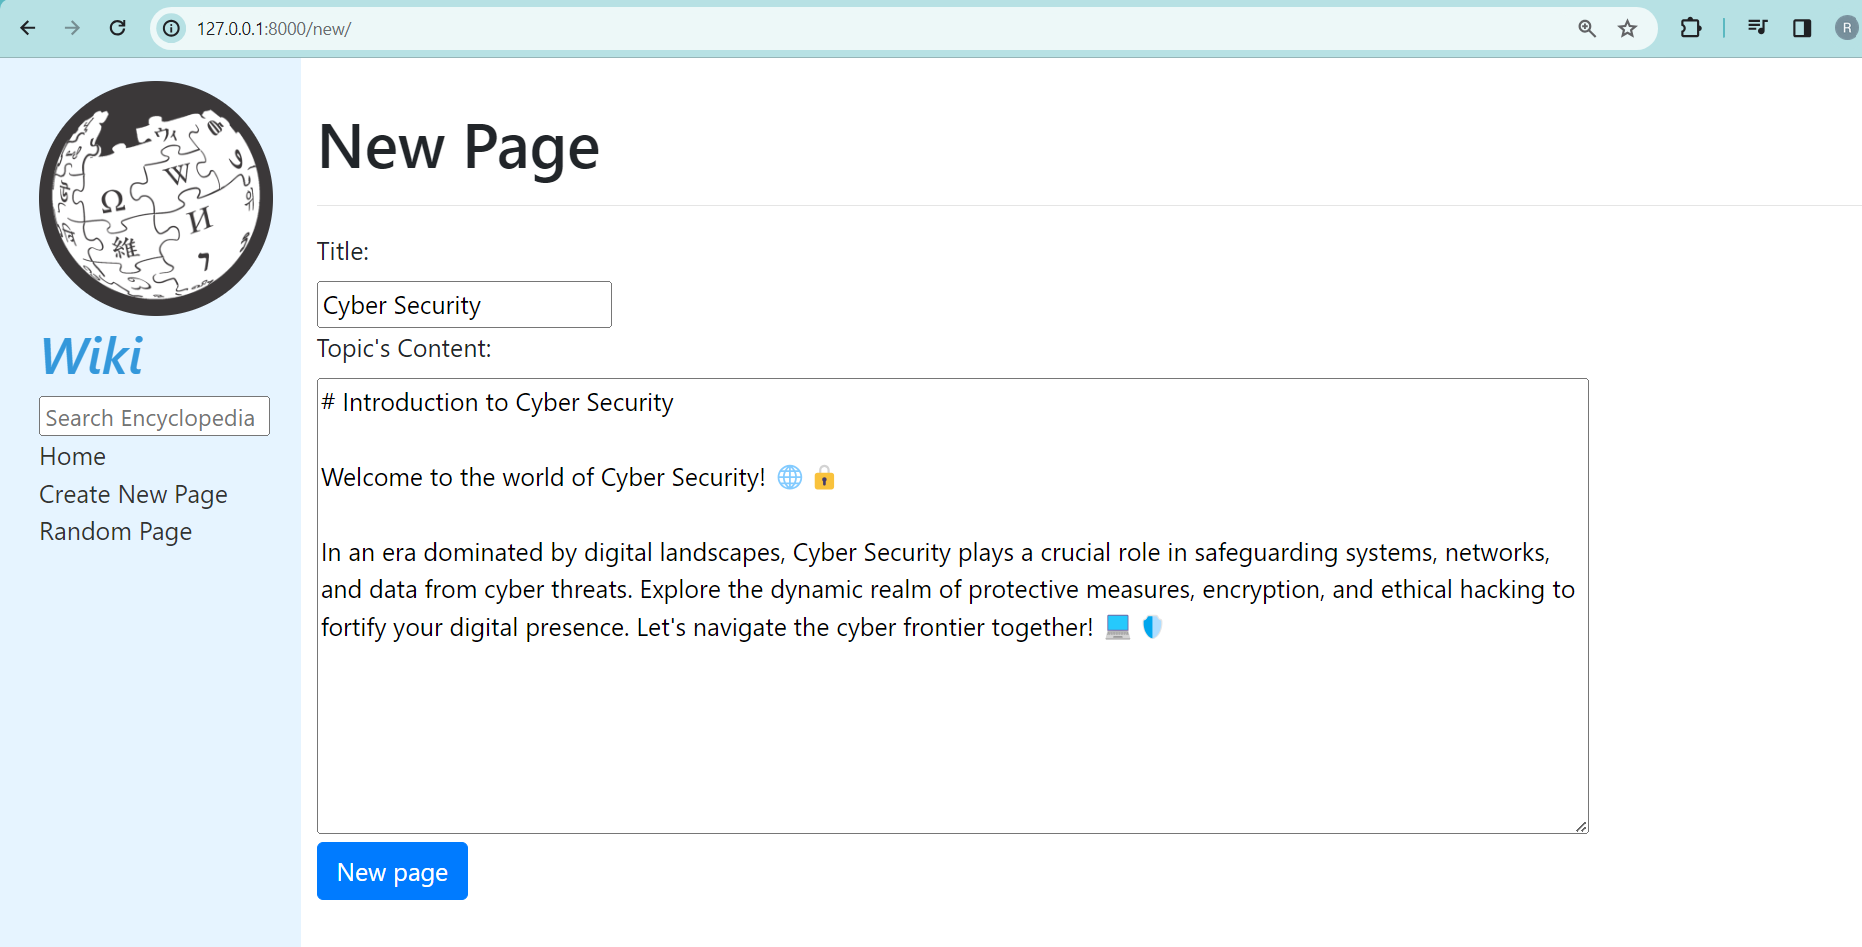 127.0.0.1:8000/new/
R
ウィ
W
Ω
И
維
7
Wiki
Search Encyclopedia
Home
Create New Page
Random Page
New Page
Title:
Cyber Security
Topic's Content:
# Introduction to Cyber Security
Welcome to the world of Cyber Security! 🌐 🔒
In an era dominated by digital landscapes, Cyber Security plays a crucial role in safeguarding systems, networks,
and data from cyber threats. Explore the dynamic realm of protective measures, encryption, and ethical hacking to
fortify your digital presence. Let's navigate the cyber frontier together! 💻 🛡️
New page